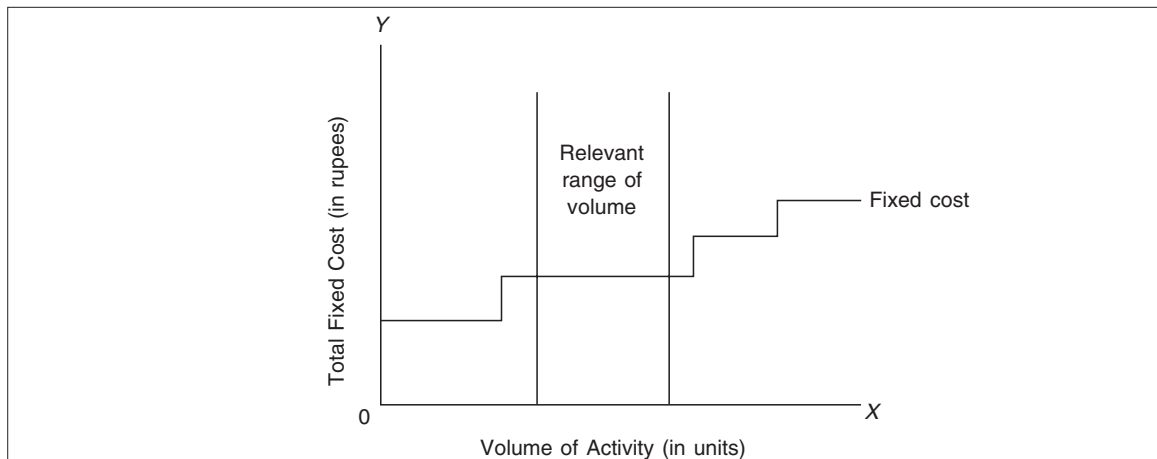 Y
Total Fixed Cost (in rupees)
Relevant
range of
volume
Fixed cost
0
X
Volume of Activity (in units)